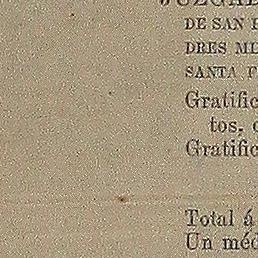 DE SAN
DRES M
SANTA
Gratific
tos,
Gratific
Total á
Un méd